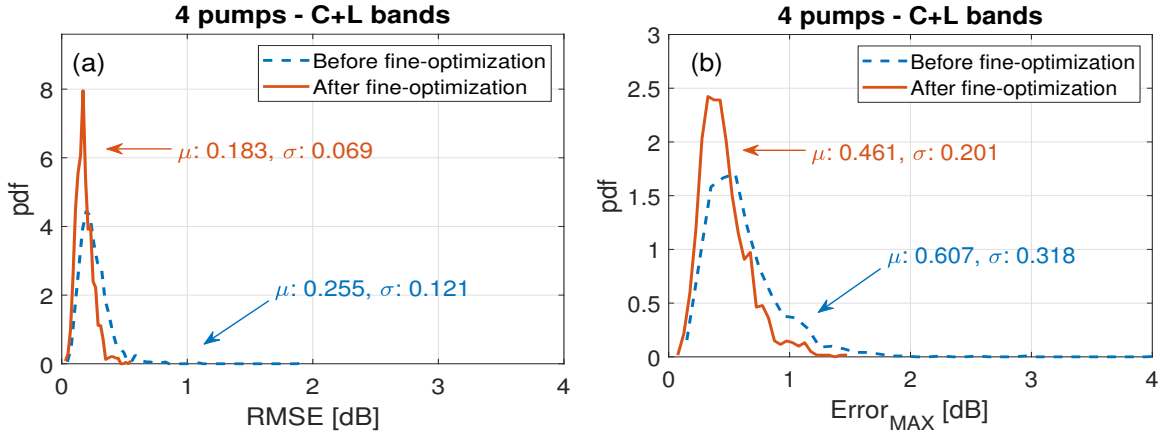 4 pumps - C+L bands
(a)
Before fine-optimization
After fine-optimization
μ: 0.183, σ: 0.069
μ: 0.255, σ: 0.121
pdf
0
2
4
6
8
0
1
2
3
4
RMSE [dB]
4 pumps - C+L bands
(b)
Before fine-optimization
After fine-optimization
μ: 0.461, σ: 0.201
μ: 0.607, σ: 0.318
pdf
3
2.5
2
1.5
1
0.5
0
0
1
2
3
4
Error_MAX [dB]